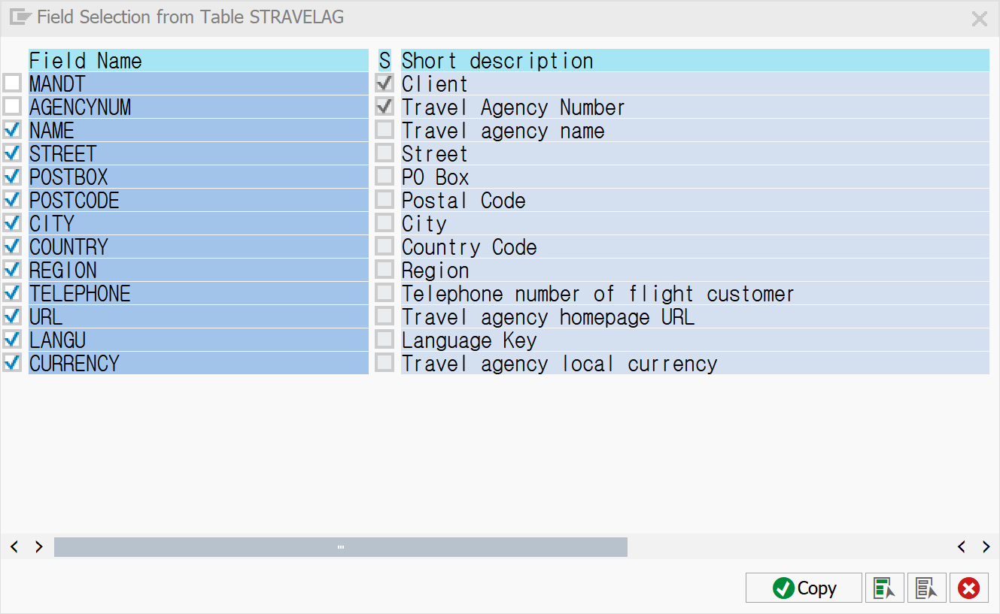 Field Selection from Table STRAVELAG
Field Name S Short description
MANDT Client
AGENCYNUM Travel Agency Number
NAME Travel agency name
STREET Street
POSTBOX PO Box
POSTCODE Postal Code
CITY City
COUNTRY Country Code
REGION Region
TELEPHONE Telephone number of flight customer
URL Travel agency homepage URL
LANGU Language Key
CURRENCY Travel agency local currency
Copy